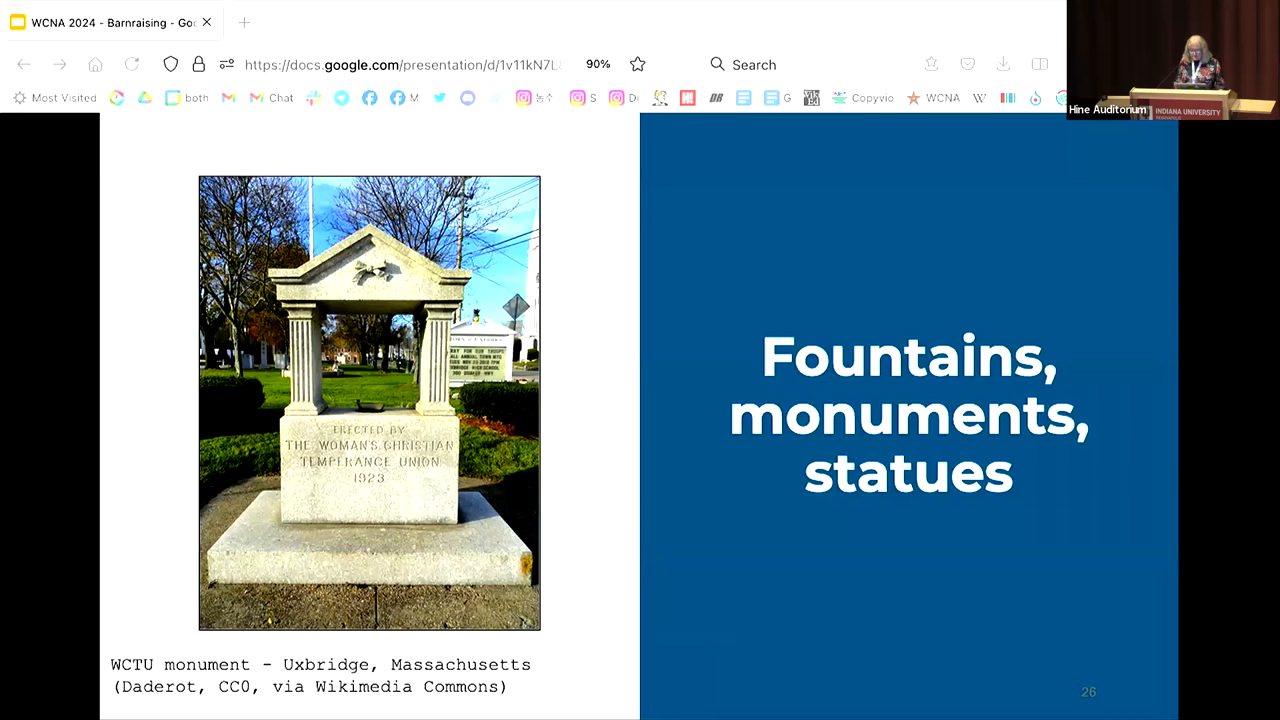 WCNA 2024 - Barnraising - Goo
https://docs.google.com/presentation/d/1v11kN7L
90%
Search
Most Visited
both
Chat
M
S
G
Copyvio
WCNA
Hine Auditorium
INDIANA UNIVERSITY
ERECTED BY
THE WOMAN'S CHRISTIAN
TEMPERANCE UNION
1923
Fountains,
monuments,
statues
WCTU monument - Uxbridge, Massachusetts
(Daderot, CC0, via Wikimedia Commons)
26